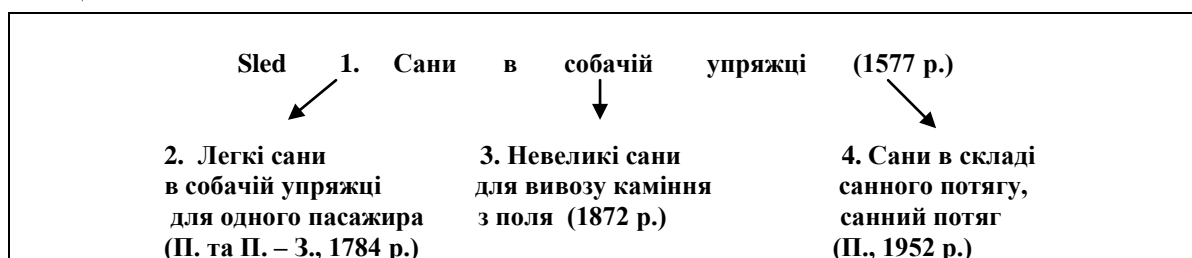 Sled 1. Сани в собачій упряжці (1577 р.)
2. Легкі сани 3. Невеликі сани 4. Сани в складі
в собачій упряжці для вивозу каміння санного потягу,
для одного пасажира з поля (1872 р.) санний потяг
(П. та П. – З., 1784 р.) (П., 1952 р.)